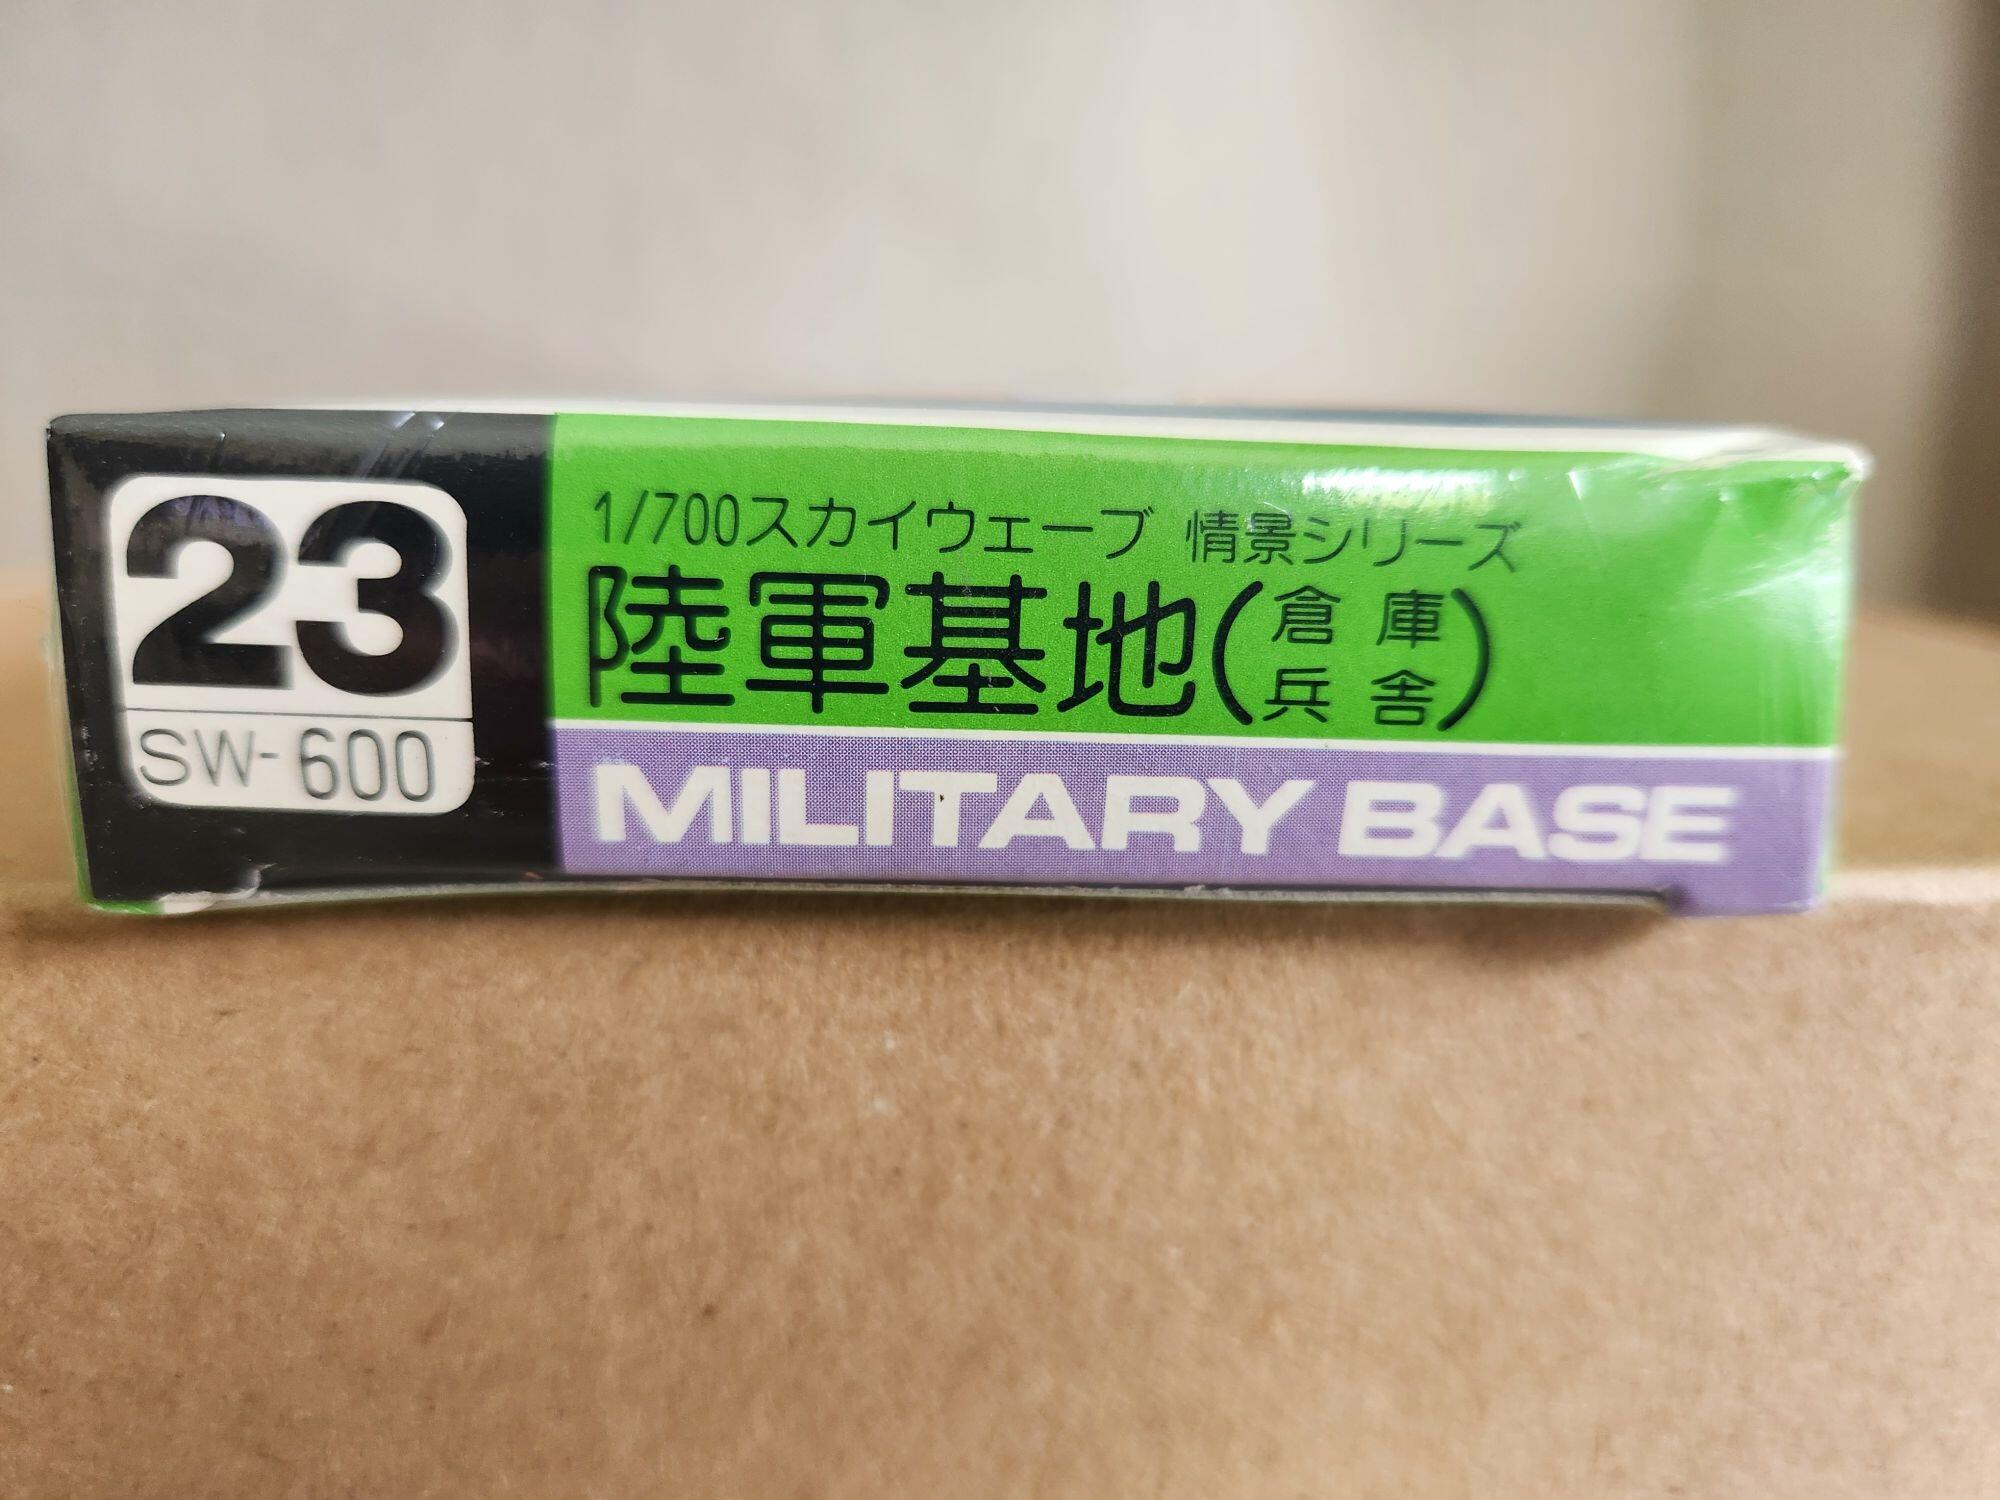 23
SW-600
1/700スカイウェーブ 情景シリーズ
陸軍基地(倉庫
兵舎)
MILITARY BASE